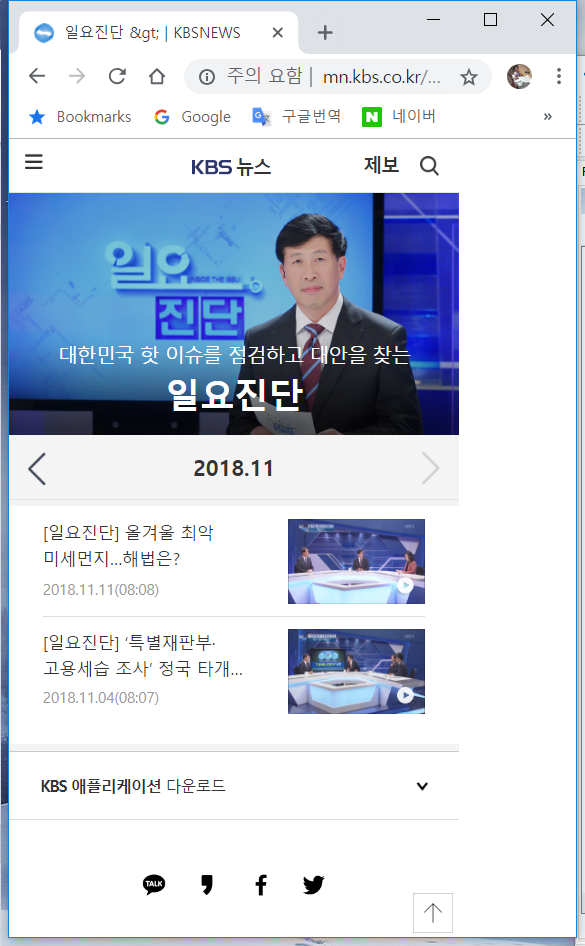 일요진단 &gt; | KBSNEWS
주의 요함 | mn.kbs.co.kr/...
Bookmarks Google 구글번역 네이버 »
KBS 뉴스 제보
일요
INSIDE THE ISSUE
진단
대한민국 핫 이슈를 점검하고 대안을 찾는
일요진단
2018.11
[일요진단] 올겨울 최악
미세먼지...해법은?
2018.11.11(08:08)
[일요진단] ‘특별재판부·
고용세습 조사’ 정국 타개...
2018.11.04(08:07)
KBS 애플리케이션 다운로드
TALK